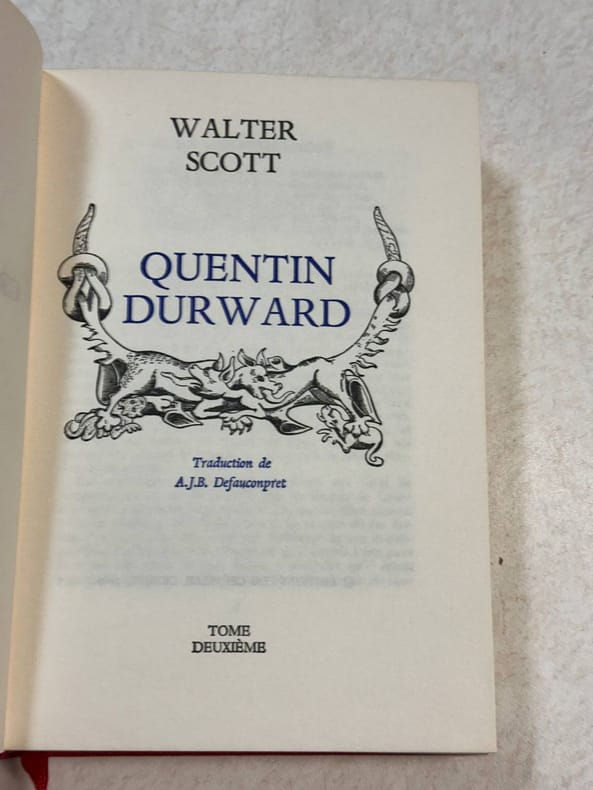 WALTER
SCOTT
QUENTIN
DURWARD
Traduction de
A.J.B. Defauconpret
TOME
DEUXIÈME